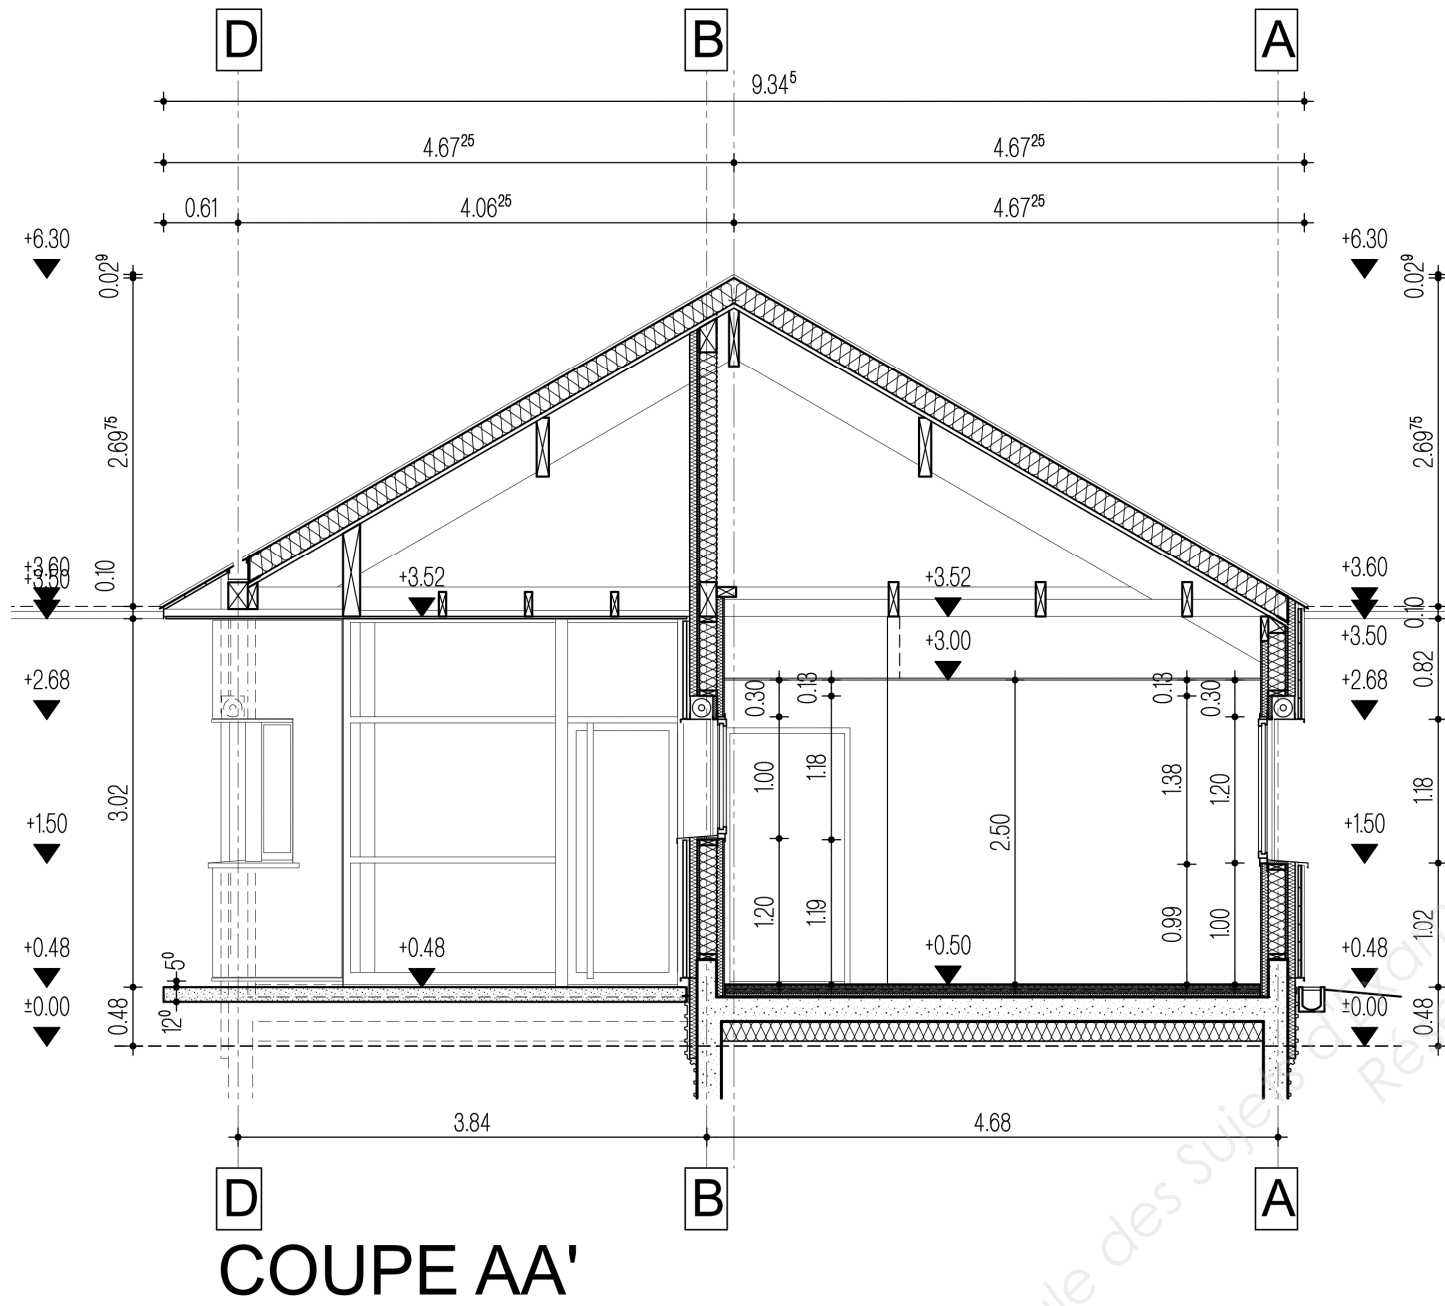 D B A
9.34⁵
4.67²⁵ 4.67²⁵
0.61 4.06²⁵ 4.67²⁵
+6.30 +6.30
0.02⁹ 0.02⁹
2.69⁷⁵ 2.69⁷⁵
+3.60 +3.52 +3.52 +3.60
+3.50 0.10 0.10
+3.00 +3.50
+2.68 0.30 0.13 0.13 0.30 0.82 +2.68
3.02 1.00 1.18 1.38 1.20 1.18
+1.50 2.50 +1.50
1.20 1.19 0.99 1.00 1.02
+0.48 +0.48 +0.50 +0.48
5⁰
±0.00 0.48 12⁰ ±0.00 0.48
3.84 4.68
D B A
COUPE AA'
des Sujets d'Exam